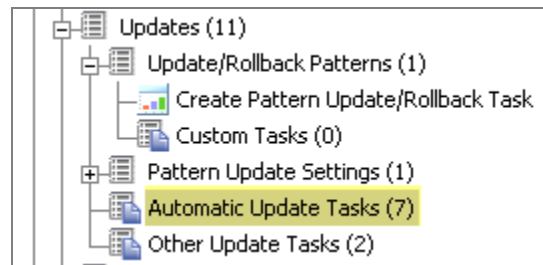 Updates (11)
Update/Rollback Patterns (1)
Create Pattern Update/Rollback Task
Custom Tasks (0)
Pattern Update Settings (1)
Automatic Update Tasks (7)
Other Update Tasks (2)